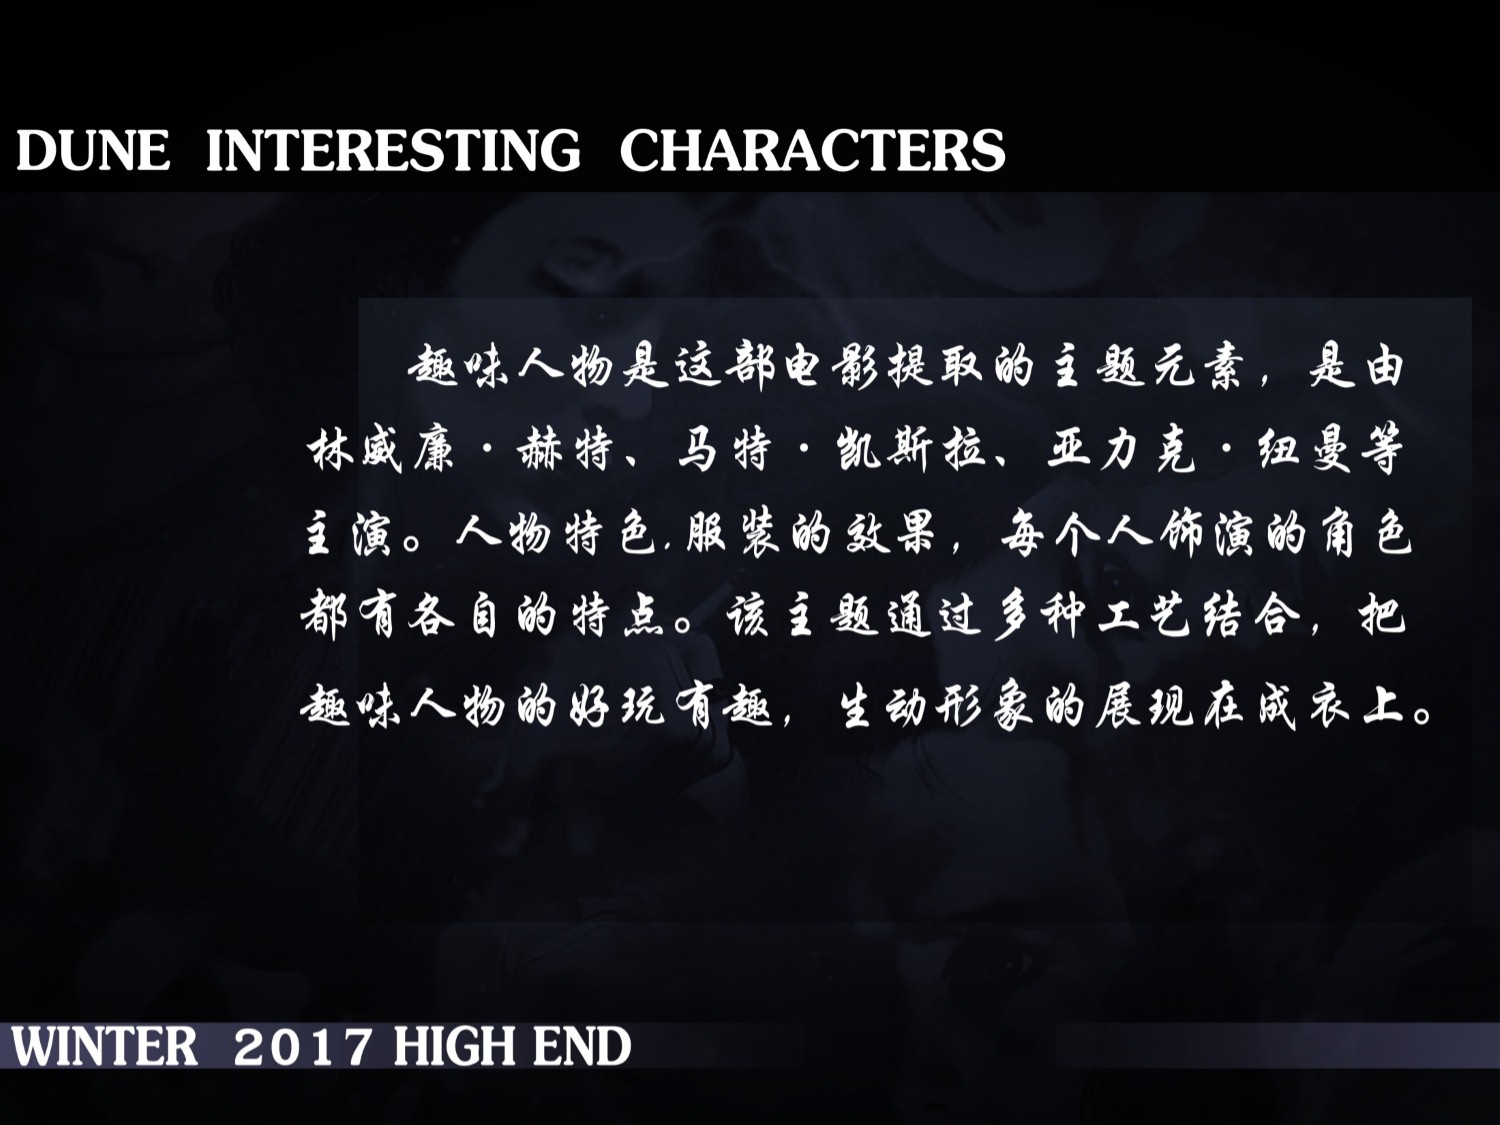 DUNE INTERESTING CHARACTERS
趣味人物是这部电影提取的主题元素，是由
林威廉·赫特、马特·凯斯拉、亚力克·纽曼等
主演。人物特色.服装的效果，每个人饰演的角色
都有各自的特点。该主题通过多种工艺结合，把
趣味人物的好玩有趣，生动形象的展现在成衣上。
WINTER 2017 HIGH END